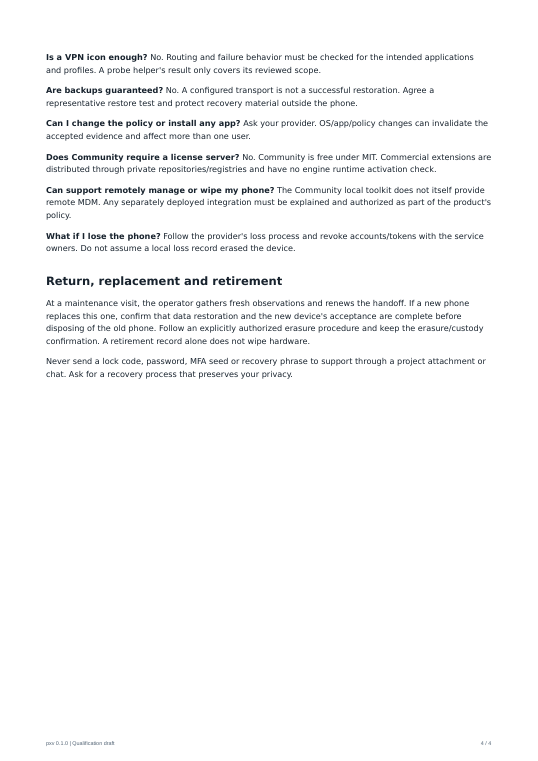 Is a VPN icon enough? No. Routing and failure behavior must be checked for the intended applications
and profiles. A probe helper's result only covers its reviewed scope.
Are backups guaranteed? No. A configured transport is not a successful restoration. Agree a
representative restore test and protect recovery material outside the phone.
Can I change the policy or install any app? Ask your provider. OS/app/policy changes can invalidate the
accepted evidence and affect more than one user.
Does Community require a license server? No. Community is free under MIT. Commercial extensions are
distributed through private repositories/registries and have no engine runtime activation check.
Can support remotely manage or wipe my phone? The Community local toolkit does not itself provide
remote MDM. Any separately deployed integration must be explained and authorized as part of the product's
policy.
What if I lose the phone? Follow the provider's loss process and revoke accounts/tokens with the service
owners. Do not assume a local loss record erased the device.
Return, replacement and retirement
At a maintenance visit, the operator gathers fresh observations and renews the handoff. If a new phone
replaces this one, confirm that data restoration and the new device's acceptance are complete before
disposing of the old phone. Follow an explicitly authorized erasure procedure and keep the erasure/custody
confirmation. A retirement record alone does not wipe hardware.
Never send a lock code, password, MFA seed or recovery phrase to support through a project attachment or
chat. Ask for a recovery process that preserves your privacy.
pxx 0.1.0 | Qualification draft
4 / 4